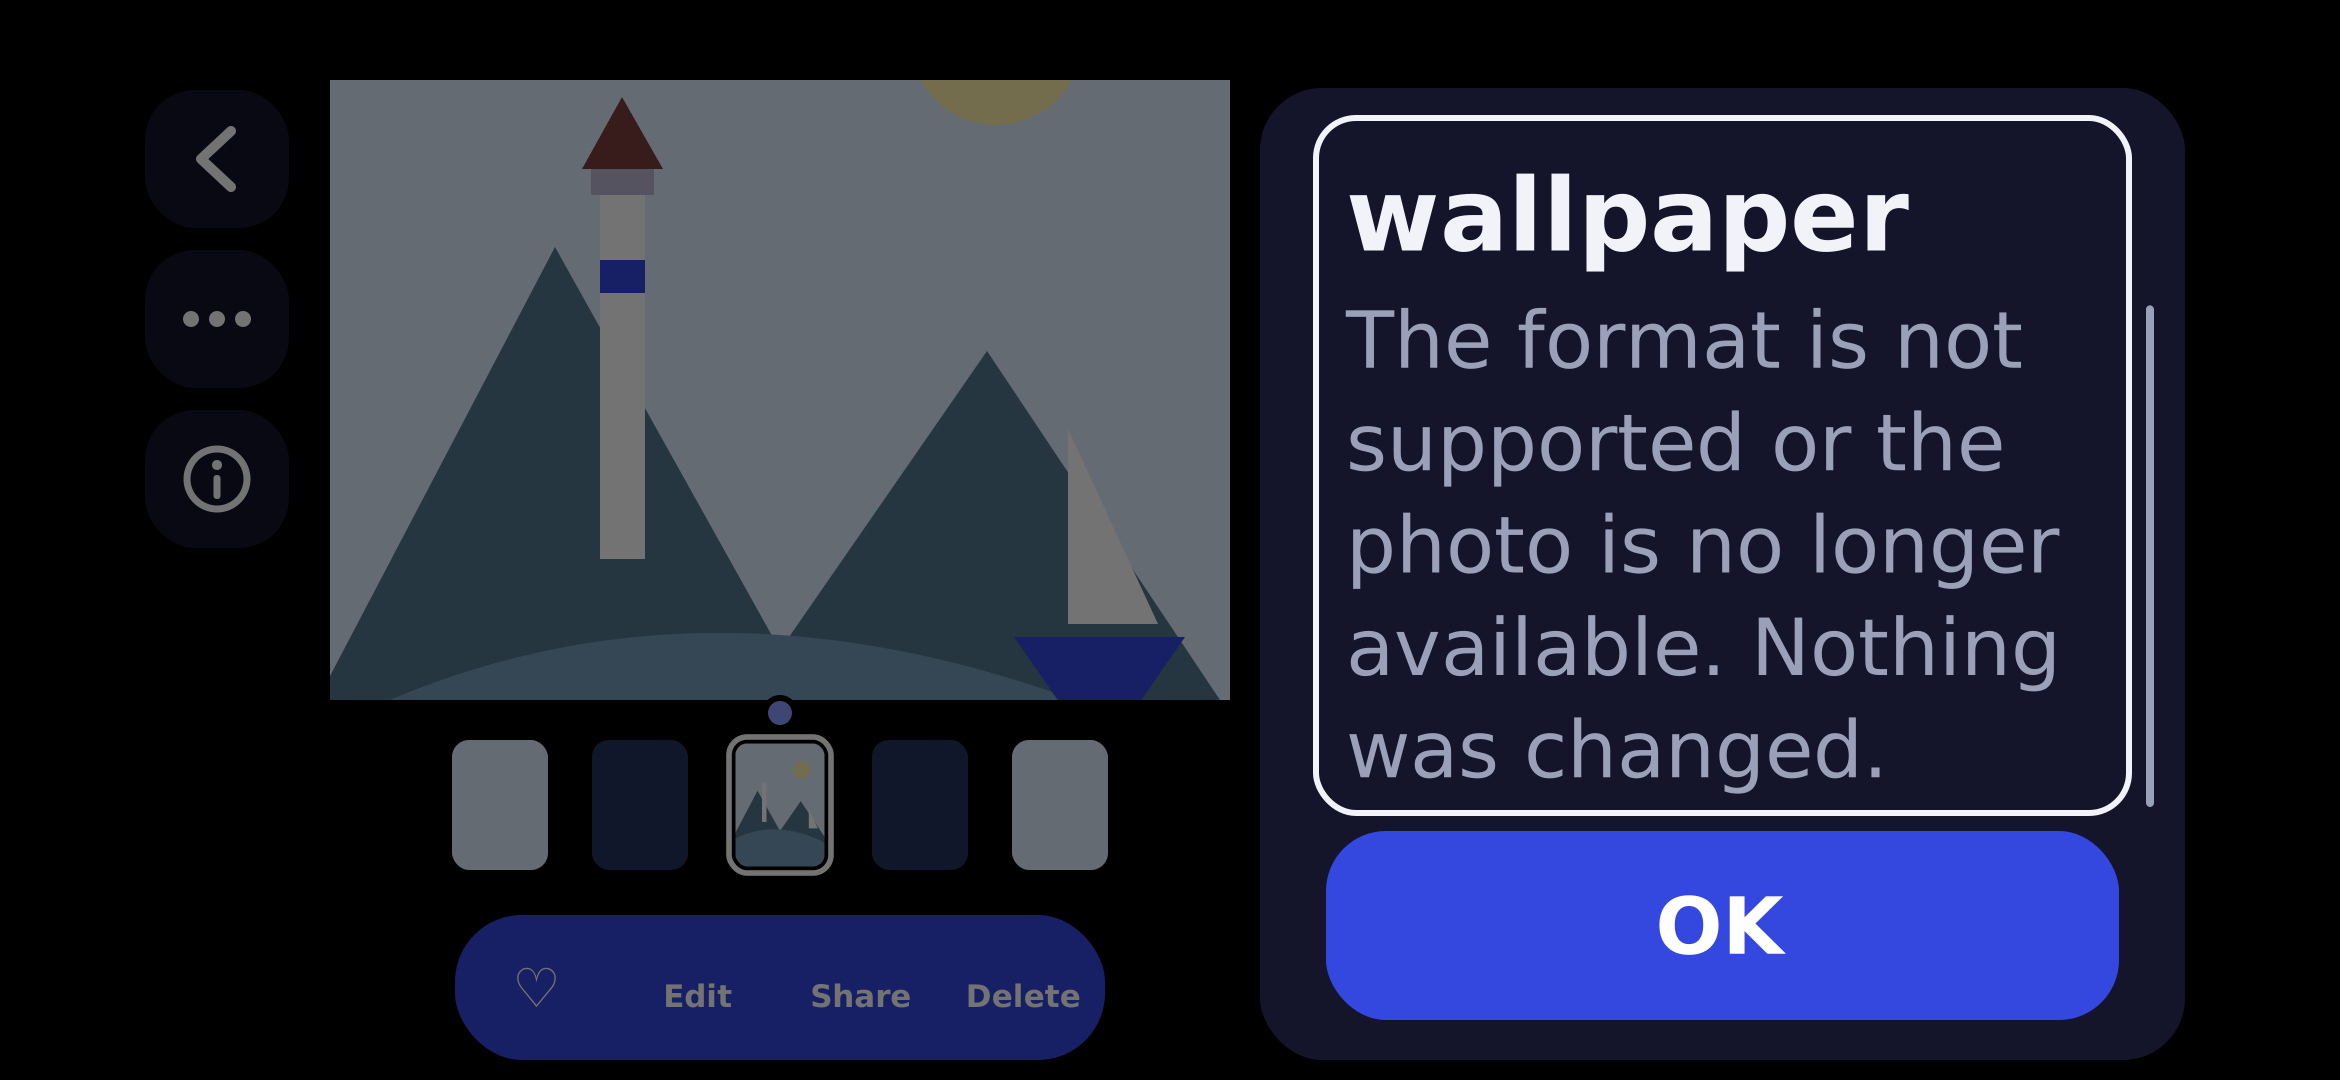 wallpaper
The format is not
supported or the
photo is no longer
available. Nothing
was changed.
OK
♡ Edit Share Delete